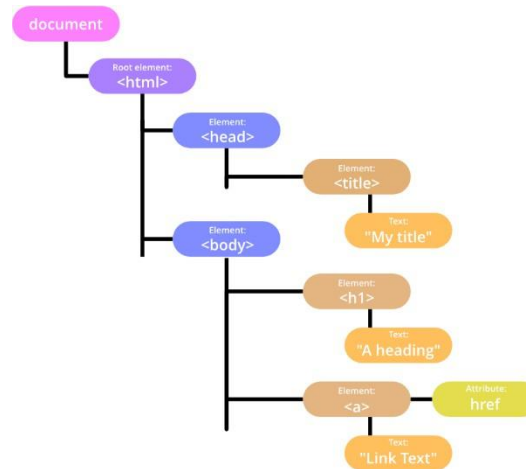 document
Root element:
<html>
Element:
<head>
Element:
<title>
Text:
"My title"
Element:
<body>
Element:
<h1>
Text:
"A heading"
Element:
<a>
Attribute:
href
Text:
"Link Text"